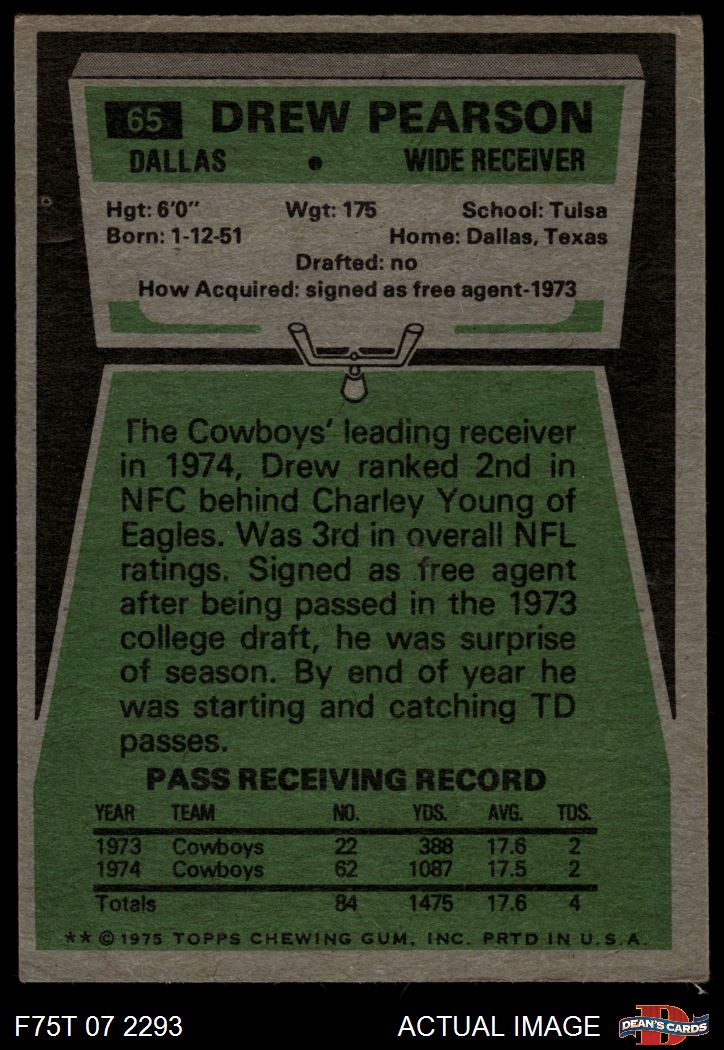 65 DREW PEARSON
DALLAS • WIDE RECEIVER
Hgt: 6'0" Wgt: 175 School: Tulsa
Born: 1-12-51 Home: Dallas, Texas
Drafted: no
How Acquired: signed as free agent-1973
The Cowboys' leading receiver
in 1974, Drew ranked 2nd in
NFC behind Charley Young of
Eagles. Was 3rd in overall NFL
ratings. Signed as free agent
after being passed in the 1973
college draft, he was surprise
of season. By end of year he
was starting and catching TD
passes.
PASS RECEIVING RECORD
YEAR TEAM NO. YDS. AVG. TDS.
1973 Cowboys 22 388 17.6 2
1974 Cowboys 62 1087 17.5 2
Totals 84 1475 17.6 4
** © 1975 TOPPS CHEWING GUM, INC. PRTD IN U.S.A.
F75T 07 2293 ACTUAL IMAGE D DEAN'S CARDS